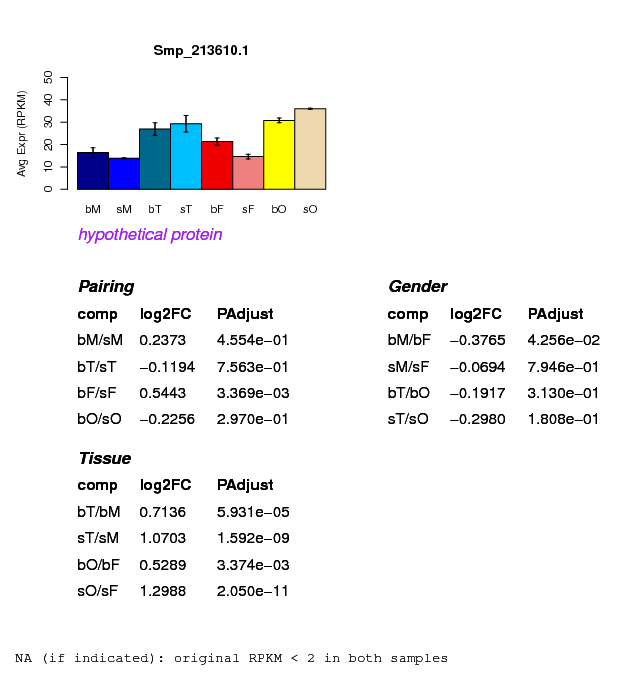 Smp_213610.1
Avg Expr (RPKM)
0 10 20 30 40 50
bM sM bT sT bF sF bO sO
hypothetical protein
Pairing
comp log2FC PAdjust
bM/sM 0.2373 4.554e−01
bT/sT −0.1194 7.563e−01
bF/sF 0.5443 3.369e−03
bO/sO −0.2256 2.970e−01
Gender
comp log2FC PAdjust
bM/bF −0.3765 4.256e−02
sM/sF −0.0694 7.946e−01
bT/bO −0.1917 3.130e−01
sT/sO −0.2980 1.808e−01
Tissue
comp log2FC PAdjust
bT/bM 0.7136 5.931e−05
sT/sM 1.0703 1.592e−09
bO/bF 0.5289 3.374e−03
sO/sF 1.2988 2.050e−11
NA (if indicated): original RPKM < 2 in both samples